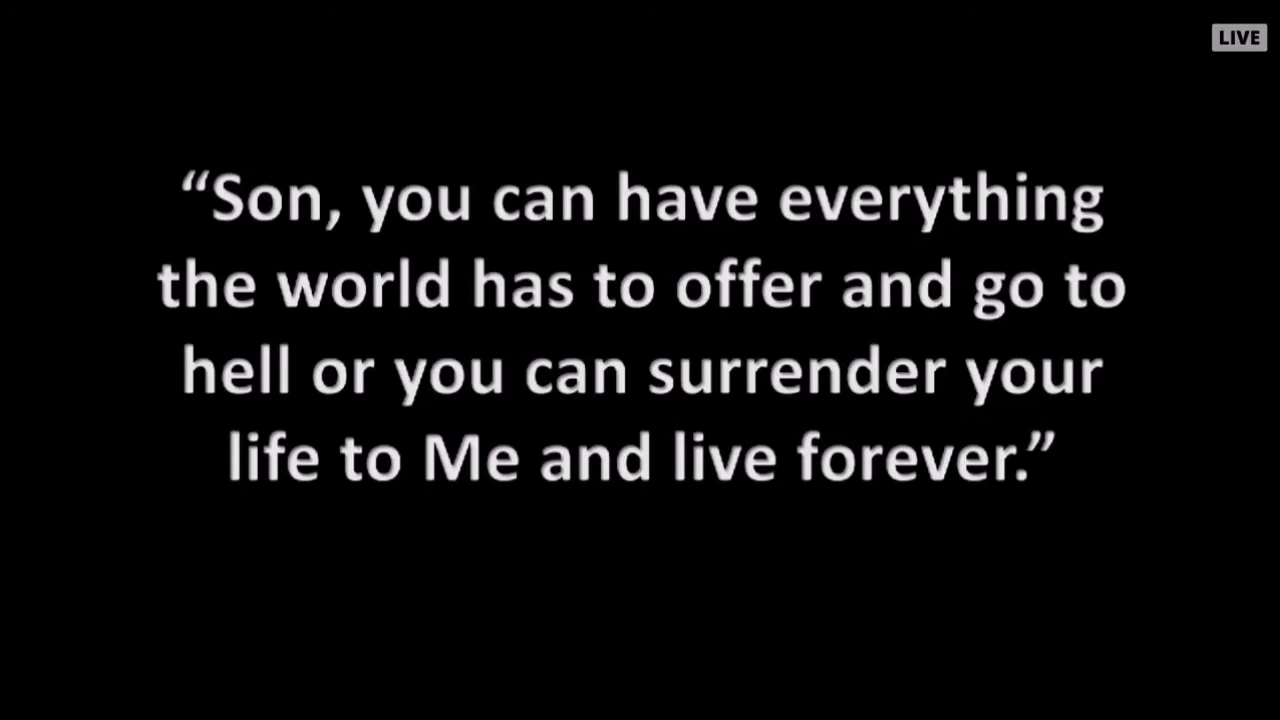 LIVE
“Son, you can have everything
the world has to offer and go to
hell or you can surrender your
life to Me and live forever.”